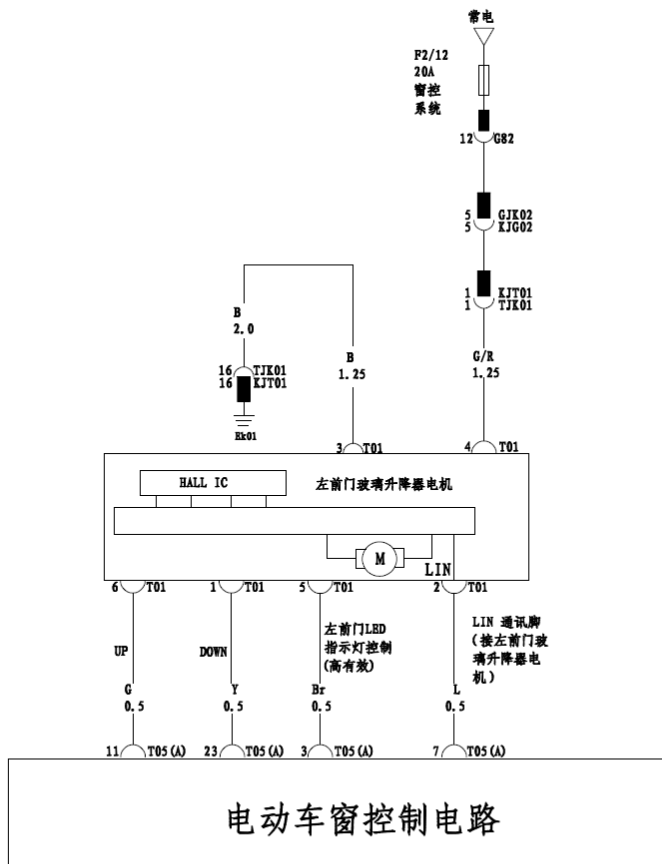 常电
F2/12
20A
窗控
系统
12 G82
5 GJK02
5 KJG02
1 KJT01
1 TJK01
B
2.0
16 TJK01
16 KJT01
Ek01
B
1.25
G/R
1.25
3 T01
4 T01
HALL IC
左前门玻璃升降器电机
M
LIN
6 T01
1 T01
5 T01
2 T01
UP
DOWN
左前门LED
指示灯控制
(高有效)
LIN 通讯脚
(接左前门玻
璃升降器电
机)
G
0.5
Y
0.5
Br
0.5
L
0.5
11 T05(A)
23 T05(A)
3 T05(A)
7 T05(A)
电动车窗控制电路